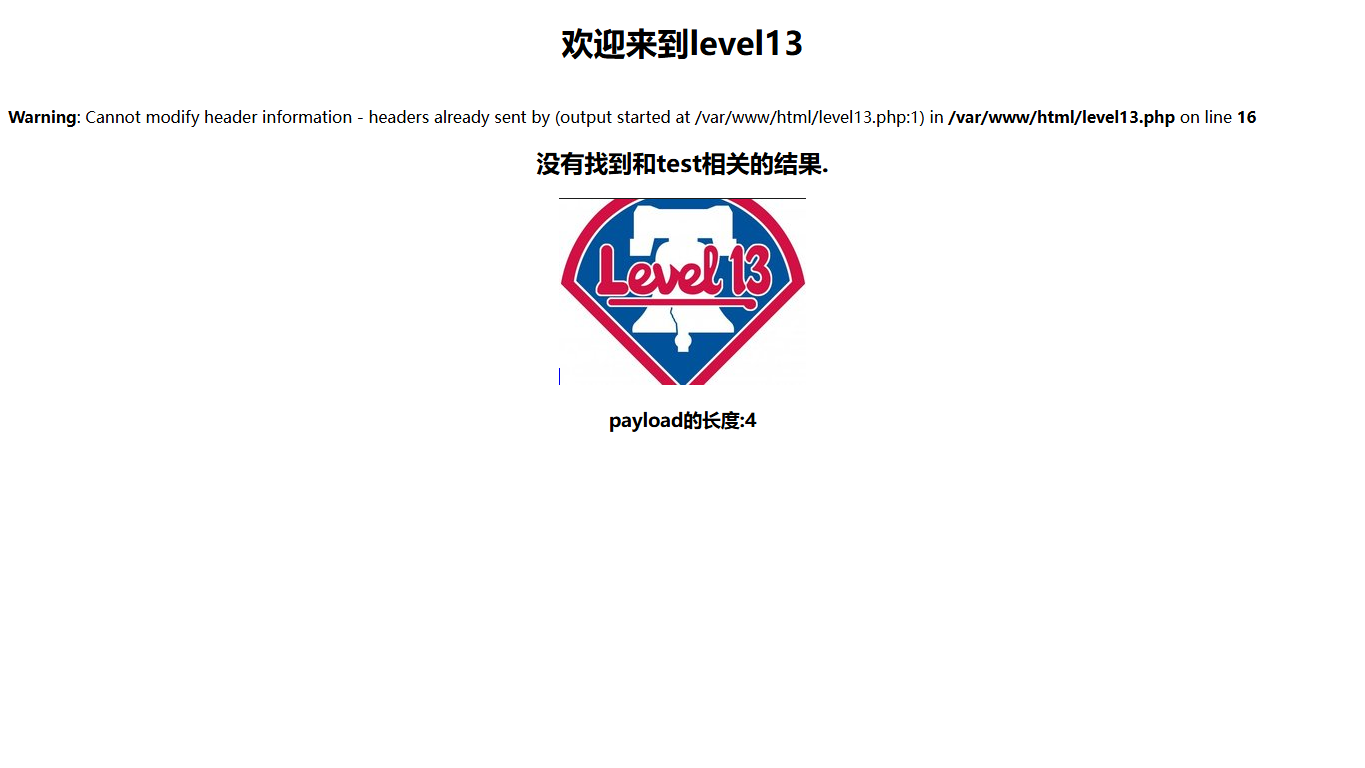 欢迎来到level13
Warning: Cannot modify header information - headers already sent by (output started at /var/www/html/level13.php:1) in /var/www/html/level13.php on line 16
没有找到和test相关的结果.
Level 13
payload的长度:4